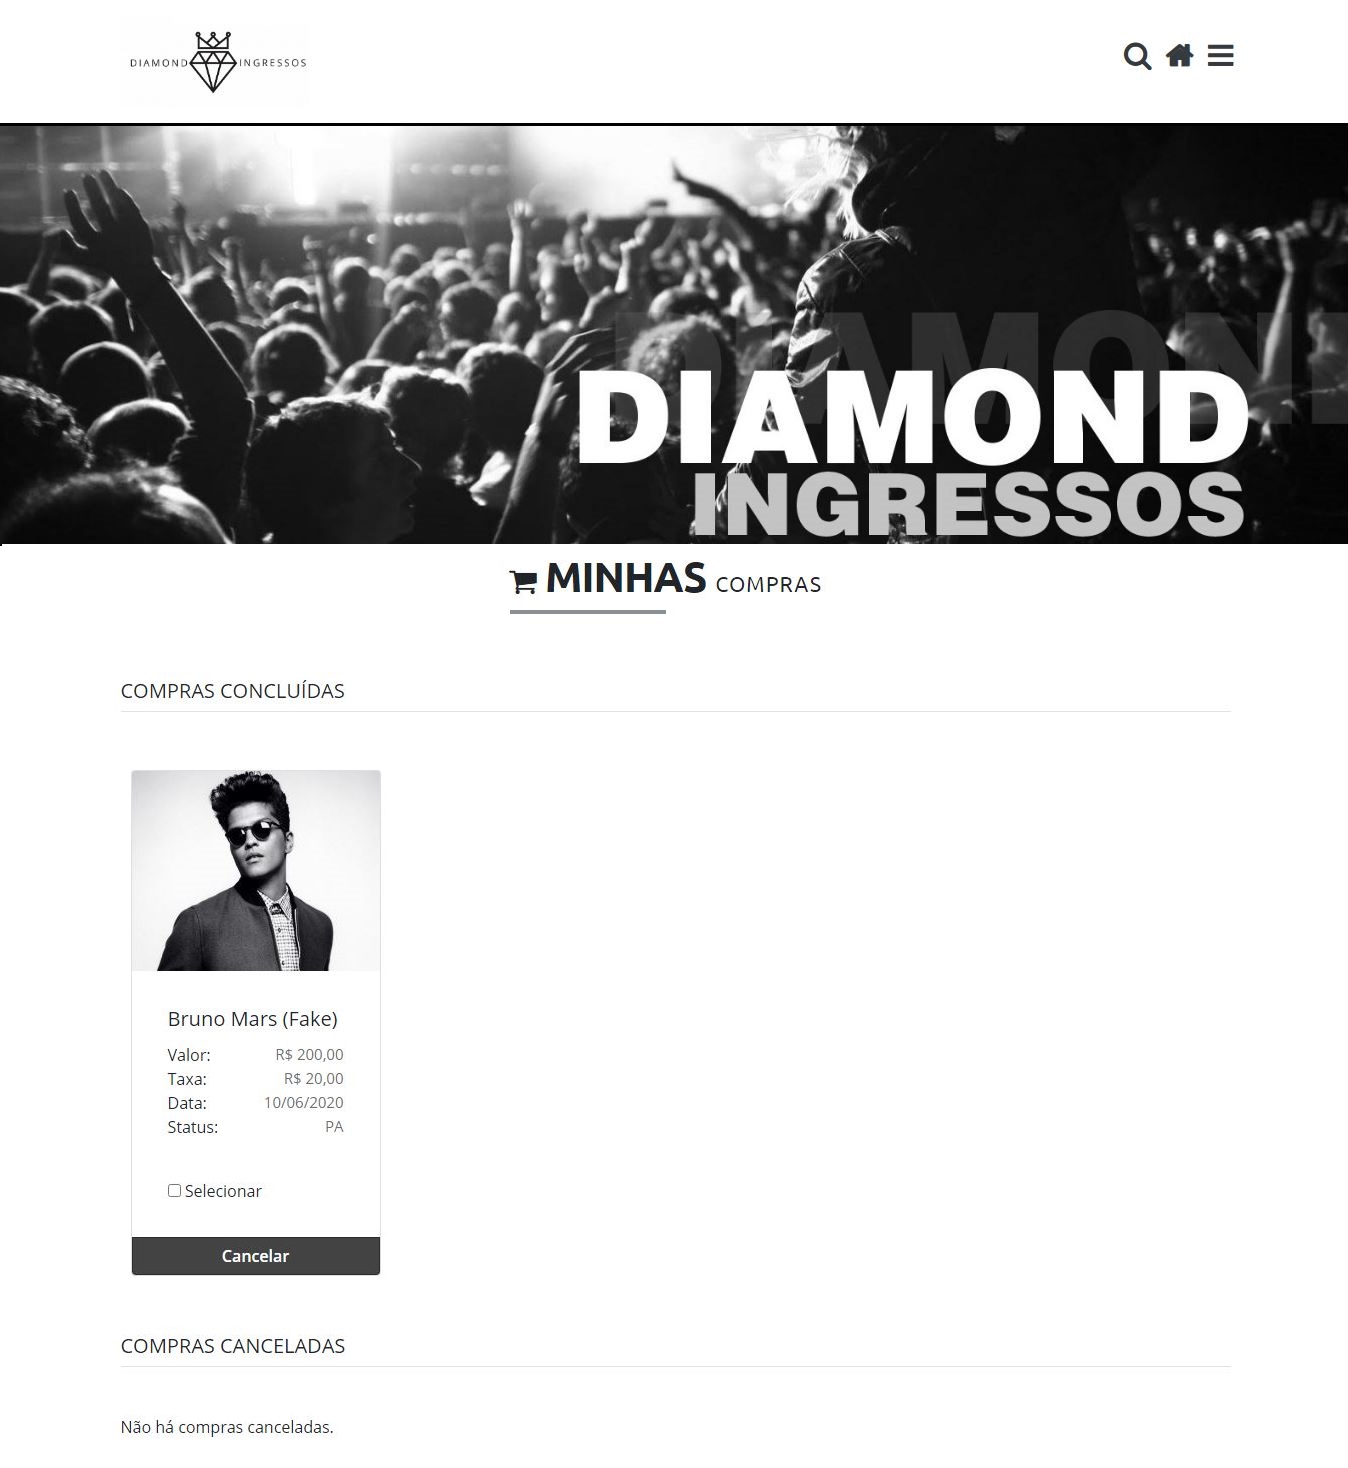 DIAMOND INGRESSOS
DIAMOND
DIAMOND
INGRESSOS
MINHAS COMPRAS
COMPRAS CONCLUÍDAS
Bruno Mars (Fake)
Valor: R$ 200,00
Taxa: R$ 20,00
Data: 10/06/2020
Status: PA
Selecionar
Cancelar
COMPRAS CANCELADAS
Não há compras canceladas.